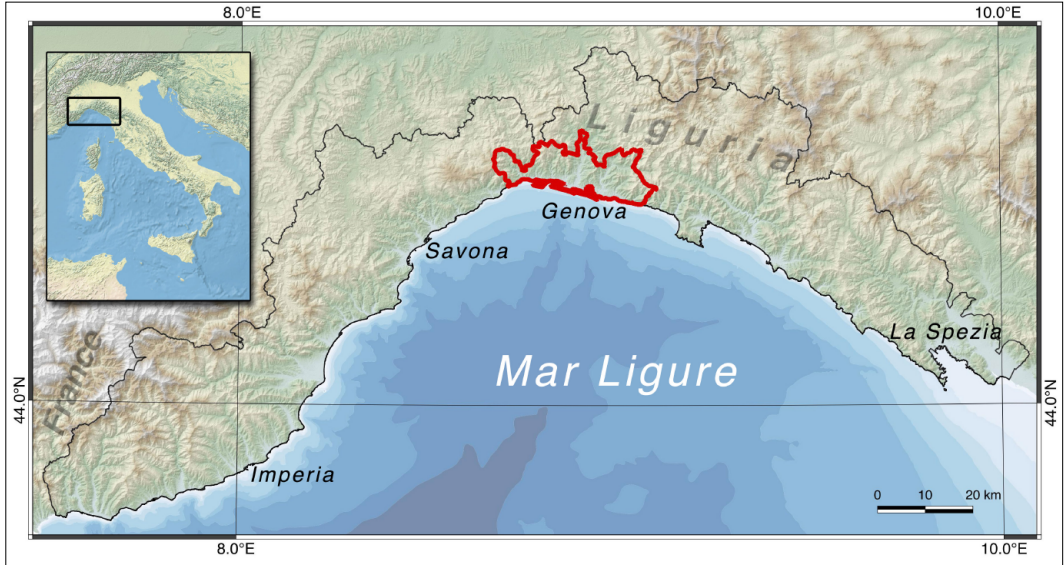 8.0°E
10.0°E
Liguria
Genova
Savona
La Spezia
France
Mar Ligure
44.0°N
44.0°N
Imperia
0 10 20 km
8.0°E
10.0°E